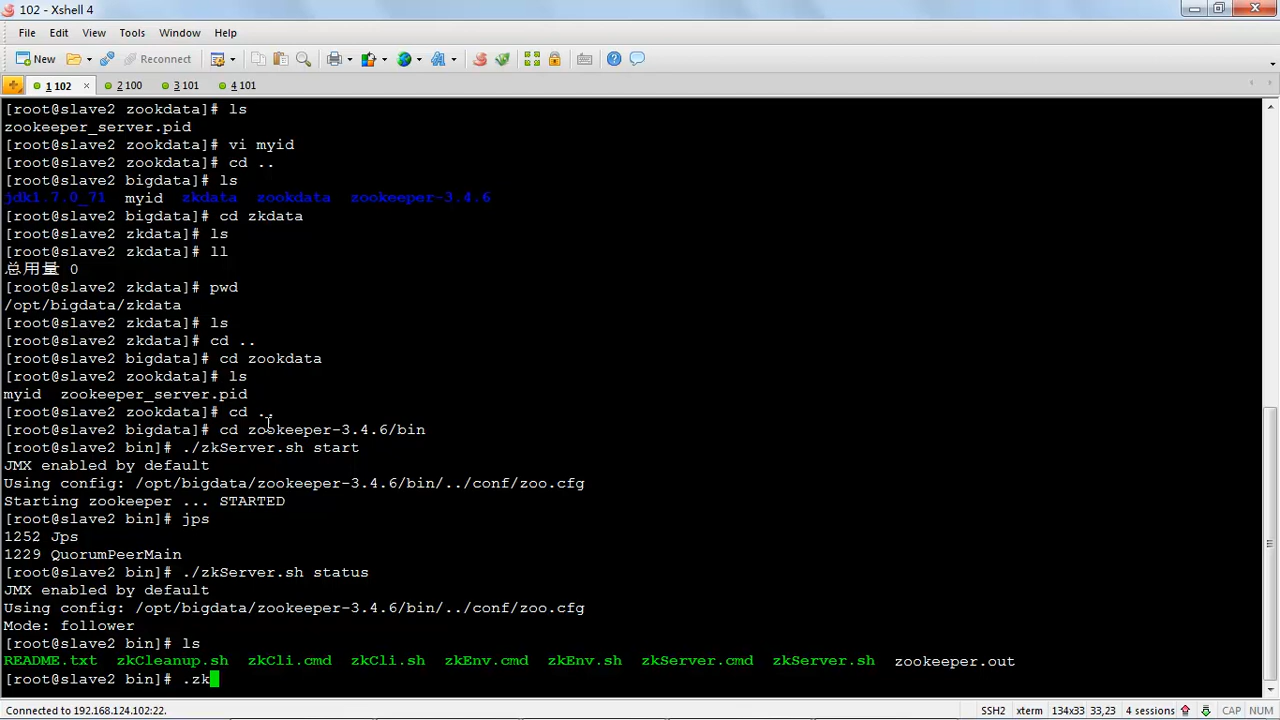 102 - Xshell 4
File Edit View Tools Window Help
New Reconnect
1 102 2 100 3 101 4 101
[root@slave2 zookdata]# ls
zookeeper_server.pid
[root@slave2 zookdata]# vi myid
[root@slave2 zookdata]# cd ..
[root@slave2 bigdata]# ls
jdk1.7.0_71 myid zkdata zookdata zookeeper-3.4.6
[root@slave2 bigdata]# cd zkdata
[root@slave2 zkdata]# ls
[root@slave2 zkdata]# ll
总用量 0
[root@slave2 zkdata]# pwd
/opt/bigdata/zkdata
[root@slave2 zkdata]# ls
[root@slave2 zkdata]# cd ..
[root@slave2 bigdata]# cd zookdata
[root@slave2 zookdata]# ls
myid zookeeper_server.pid
[root@slave2 zookdata]# cd ..
[root@slave2 bigdata]# cd zookeeper-3.4.6/bin
[root@slave2 bin]# ./zkServer.sh start
JMX enabled by default
Using config: /opt/bigdata/zookeeper-3.4.6/bin/../conf/zoo.cfg
Starting zookeeper ... STARTED
[root@slave2 bin]# jps
1252 Jps
1229 QuorumPeerMain
[root@slave2 bin]# ./zkServer.sh status
JMX enabled by default
Using config: /opt/bigdata/zookeeper-3.4.6/bin/../conf/zoo.cfg
Mode: follower
[root@slave2 bin]# ls
README.txt zkCleanup.sh zkCli.cmd zkCli.sh zkEnv.cmd zkEnv.sh zkServer.cmd zkServer.sh zookeeper.out
[root@slave2 bin]# .zk
Connected to 192.168.124.102:22. SSH2 xterm 134x33 33,23 4 sessions CAP NUM